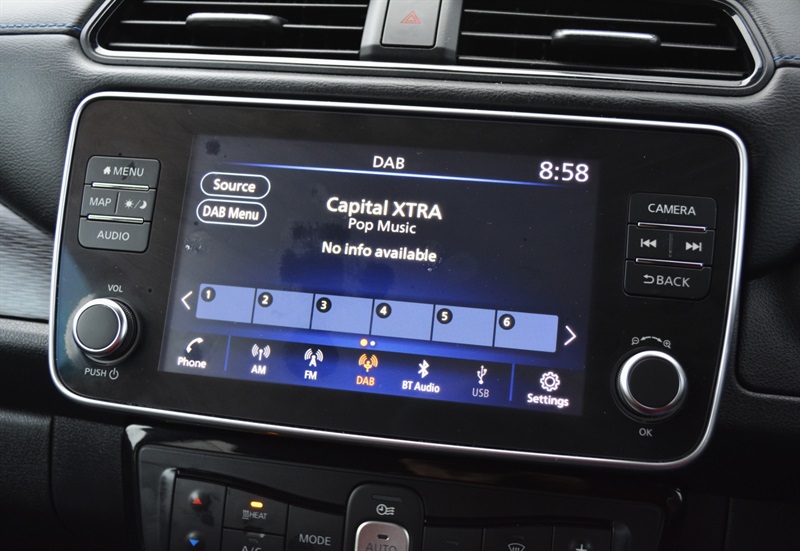 DAB
8:58
Source
DAB Menu
Capital XTRA
Pop Music
No info available
1 2 3 4 5 6
Phone
AM
FM
DAB
BT Audio
USB
Settings
MENU
MAP
AUDIO
VOL
PUSH
CAMERA
BACK
OK
HEAT
A/C
MODE
AUTO